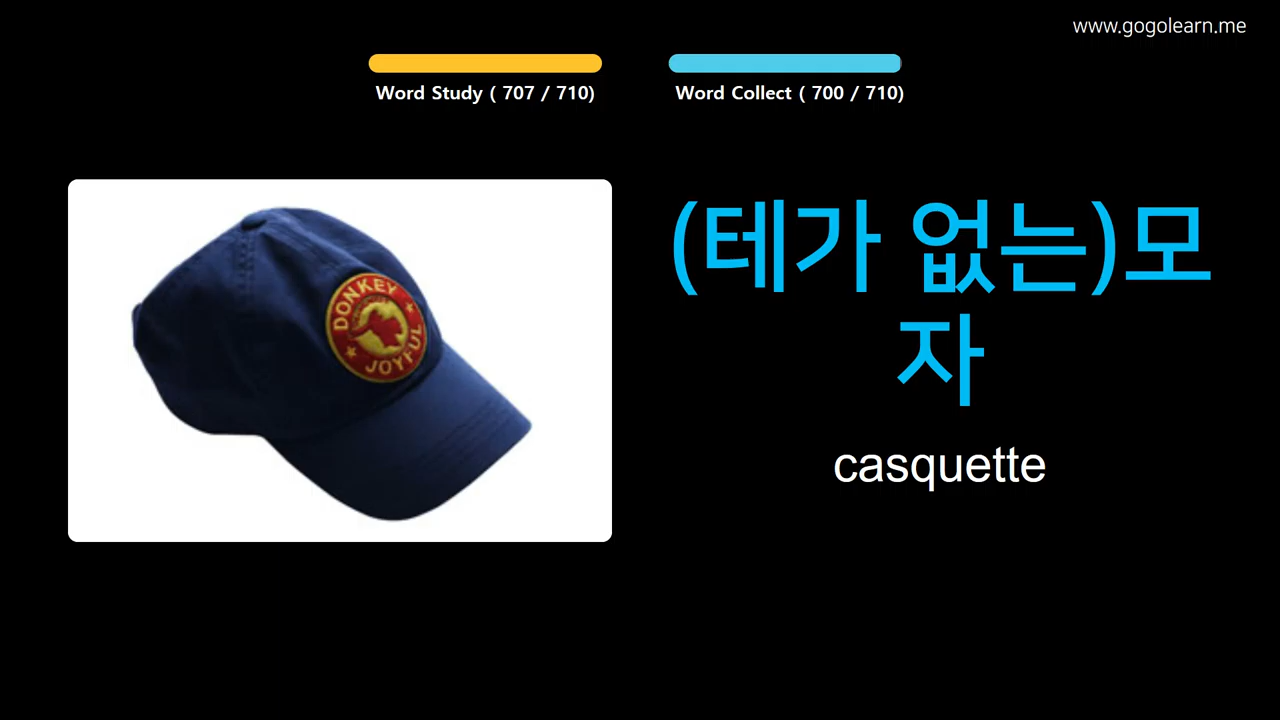 www.gogolearn.me
Word Study ( 707 / 710)
Word Collect ( 700 / 710)
(테가 없는)모
자
casquette
DONKEY
JOYFUL